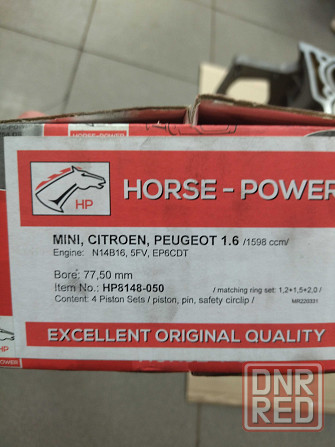 HORSE-POWER
HP
HORSE - POWER
MINI, CITROEN, PEUGEOT 1.6 /1598 ccm/
Engine: N14B16, 5FV, EP6CDT
Bore: 77,50 mm
Item No.: HP8148-050 / matching ring set: 1,2+1,5+2,0 /
Content: 4 Piston Sets / piston, pin, safety circlip / MR220331
EXCELLENT ORIGINAL QUALITY
HP
E-POWER
DNR
RED